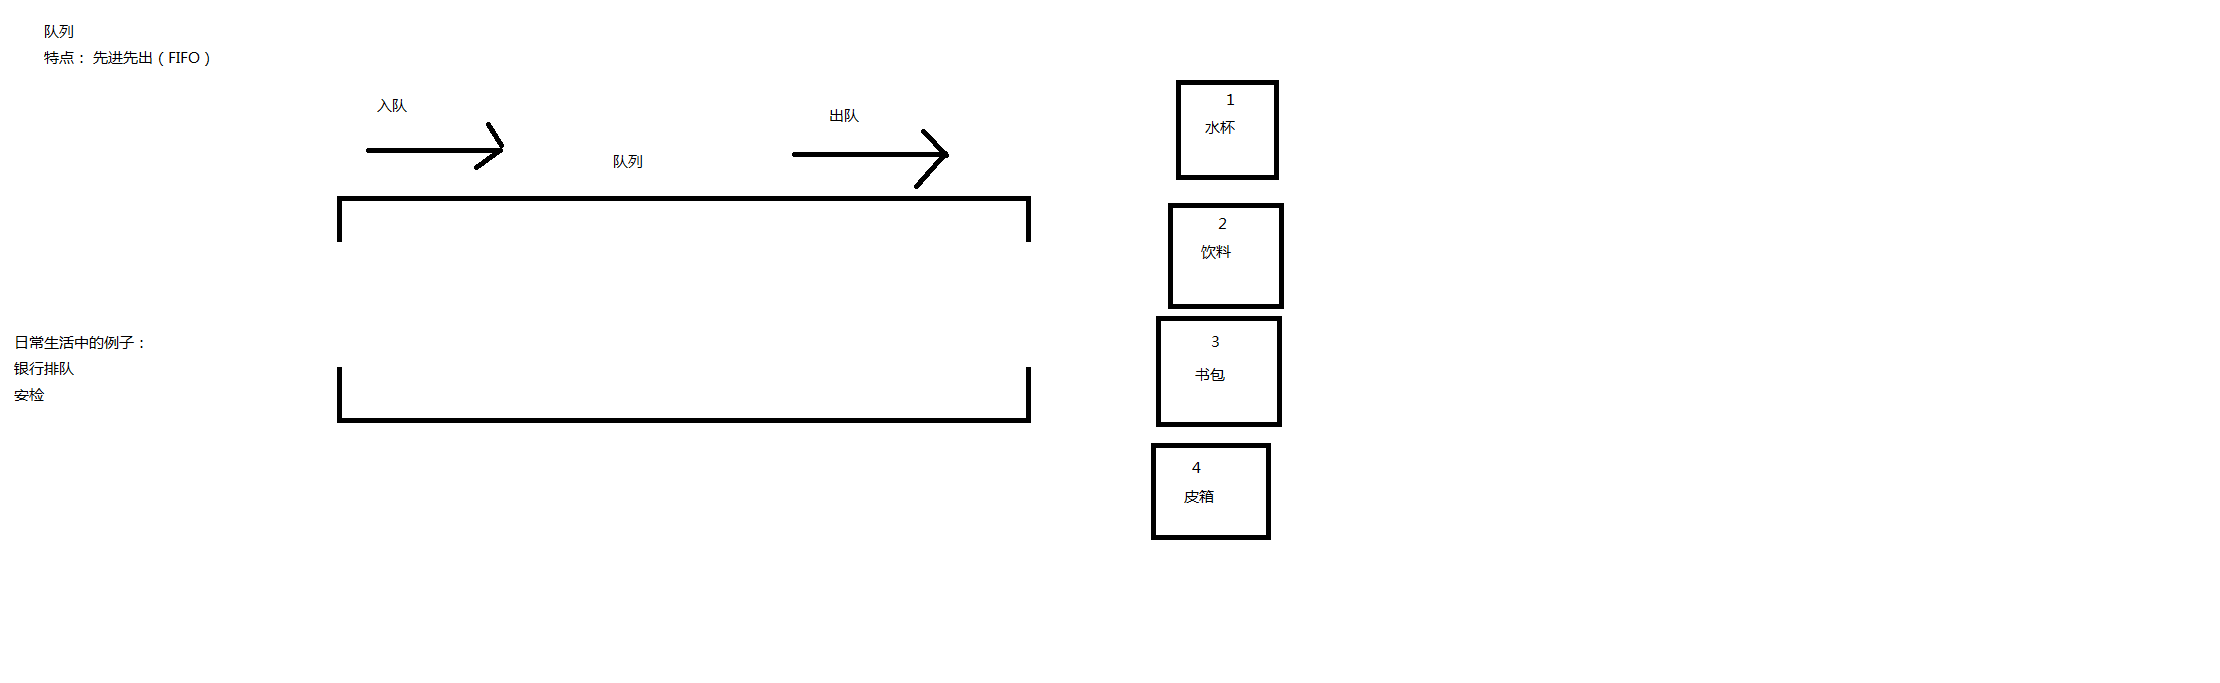 队列
特点： 先进先出（FIFO）
入队
出队
队列
1
水杯
2
饮料
3
书包
4
皮箱
日常生活中的例子：
银行排队
安检